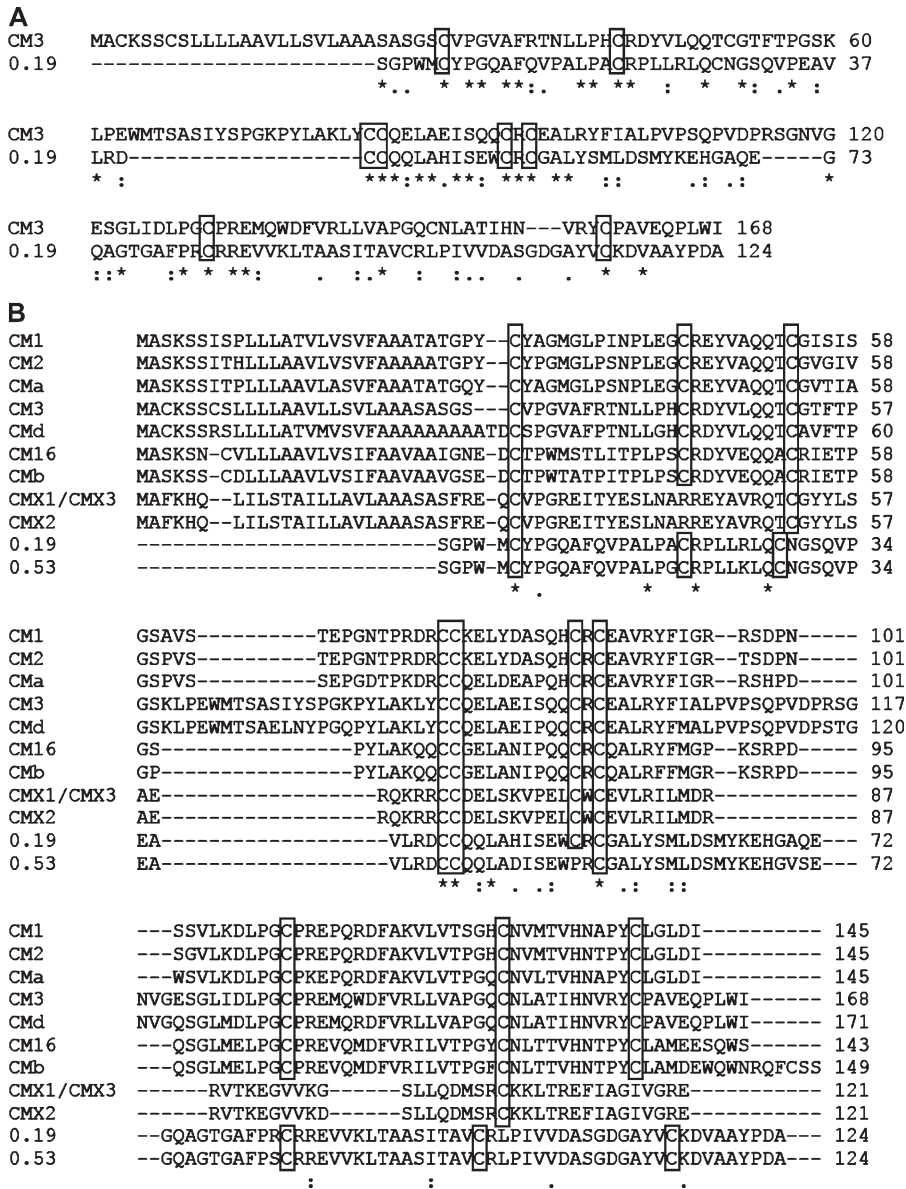 A
CM3 MACKSSCSLLLLAAVLLSVLAAASASGSCVPGVAFRTNLLPHCRDYVLQQTCGTFTPGSK 60
0.19 -----------------------SGPWMCYPGQAFQVPALPACRPLLRLQCNGSQVPEAV 37
*.. * ** **:. ** ** : * * .* :
CM3 LPEWMTSASIYSPGKPYLAKLYCCQELAEISQQCRCEALRYFIALPVPSQPVDPRSGNVG 120
0.19 LRD-------------------CCQQLAHISEWCRCGALYSMLDSMYKEHGAQE-----G 73
* : ***:**.**: *** ** :: .: .: *
CM3 ESGLIDLPGCPREMQWDFVRLLVAPGQCNLATIHN---VRYCPAVEQPLWI 168
0.19 QAGTGAFPRCRREVVKLTAASITAVCRLPIVVDASGDGAYVCKDVAAYPDA 124
::* :* * **: . :.* : :.. . . * *
B
CM1 MASKSSISPLLLATVLVSVFAAATATGPY--CYAGMGLPINPLEGCREYVAQQTCGISIS 58
CM2 MASKSSITHLLLAAVLVSVFAAAAATGPY--CYPGMGLPSNPLEGCREYVAQQTCGVGIV 58
CMa MASKSSITPLLLAAVLASVFAAATATGQY--CYAGMGLPSNPLEGCREYVAQQTCGVTIA 58
CM3 MACKSSCSLLLLAAVLLSVLAAASASGS---CVPGVAFRTNLLPHCRDYVLQQTCGTFTP 57
CMd MACKSSRSLLLLATVMVSVFAAAAAAAAATDCSPGVAFPTNLLGHCRDYVLQQTCAVFTP 60
CM16 MASKSN-CVLLLAAVLVSIFAAVAAIGNE-DCTPWMSTLITPLPSCRDYVEQQACRIETP 58
CMb MASKSS-CDLLLAAVLVSIFAAVAAVGSE-DCTPWTATPITPLPSCRDYVEQQACRIETP 58
CMX1/CMX3 MAFKHQ--LILSTAILLAVLAAASASFRE-QCVPGREITYESLNARREYAVRQTCGYYLS 57
CMX2 MAFKHQ--LILSTAILLAVLAAASASFRE-QCVPGREITYESLNARREYAVRQTCGYYLS 57
0.19 -------------------------SGPW-MCYPGQAFQVPALPACRPLLRLQCNGSQVP 34
0.53 -------------------------SGPW-MCYPGQAFQVPALPGCRPLLKLQCNGSQVP 34
* . * * *
CM1 GSAVS----------TEPGNTPRDRCCKELYDASQHCRCEAVRYFIGR--RSDPN----- 101
CM2 GSPVS----------TEPGNTPRDRCCKELYDASQHCRCEAVRYFIGR--TSDPN----- 101
CMa GSPVS----------SEPGDTPKDRCCQELDEAPQHCRCEAVRYFIGR--RSHPD----- 101
CM3 GSKLPEWMTSASIYSPGKPYLAKLYCCQELAEISQQCRCEALRYFIALPVPSQPVDPRSG 117
CMd GSKLPEWMTSAELNYPGQPYLAKLYCCQELAEIPQQCRCEALRYFMALPVPSQPVDPSTG 120
CM16 GS----------------PYLAKQQCCGELANIPQQCRCQALRYFMGP--KSRPD----- 95
CMb GP----------------PYLAKQQCCGELANIPQQCRCQALRFFMGR--KSRPD----- 95
CMX1/CMX3 AE------------------RQKRRCCDELSKVPELCWCEVLRILMDR------------ 87
CMX2 AE------------------RQKRRCCDELSKVPELCWCEVLRILMDR------------ 87
0.19 EA-------------------VLRDCCQQLAHISEWCRCGALYSMLDSMYKEHGAQE--- 72
0.53 EA-------------------VLRDCCQQLADISEWPRCGALYSMLDSMYKEHGVSE--- 72
** :* . .: * .: ::
CM1 ---SSVLKDLPGCPREPQRDFAKVLVTSGHCNVMTVHNAPYCLGLDI---------- 145
CM2 ---SGVLKDLPGCPREPQRDFAKVLVTPGHCNVMTVHNTPYCLGLDI---------- 145
CMa ---WSVLKDLPGCPKEPQRDFAKVLVTPGQCNVLTVHNAPYCLGLDI---------- 145
CM3 NVGESGLIDLPGCPREMQWDFVRLLVAPGQCNLATIHNVRYCPAVEQPLWI------ 168
CMd NVGQSGLMDLPGCPREMQRDFVRLLVAPGQCNLATIHNVRYCPAVEQPLWI------ 171
CM16 ---QSGLMELPGCPREVQMDFVRILVTPGYCNLTTVHNTPYCLAMEESQWS------ 143
CMb ---QSGLMELPGCPREVQMDFVRILVTPGFCNLTTVHNTPYCLAMDEWQWNRQFCSS 149
CMX1/CMX3 ------RVTKEGVVKG------SLLQDMSRCKKLTREFIAGIVGRE----------- 121
CMX2 ------RVTKEGVVKD------SLLQDMSRCKKLTREFIAGIVGRE----------- 121
0.19 --GQAGTGAFPRCRREVVKLTAASITAVCRLPIVVDASGDGAYVCKDVAAYPDA--- 124
0.53 --GQAGTGAFPSCRREVVKLTAASITAVCRLPIVVDASGDGAYVCKDVAAYPDA--- 124
: : . .